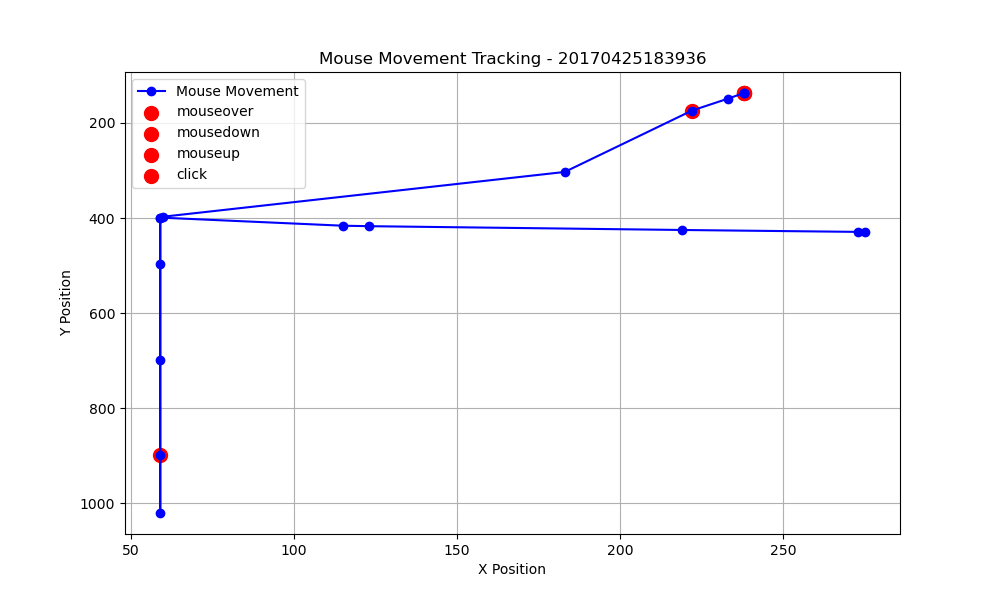 Mouse Movement Tracking - 20170425183936
Mouse Movement
mouseover
mousedown
mouseup
click
200
400
600
800
1000
Y Position
50
100
150
200
250
X Position